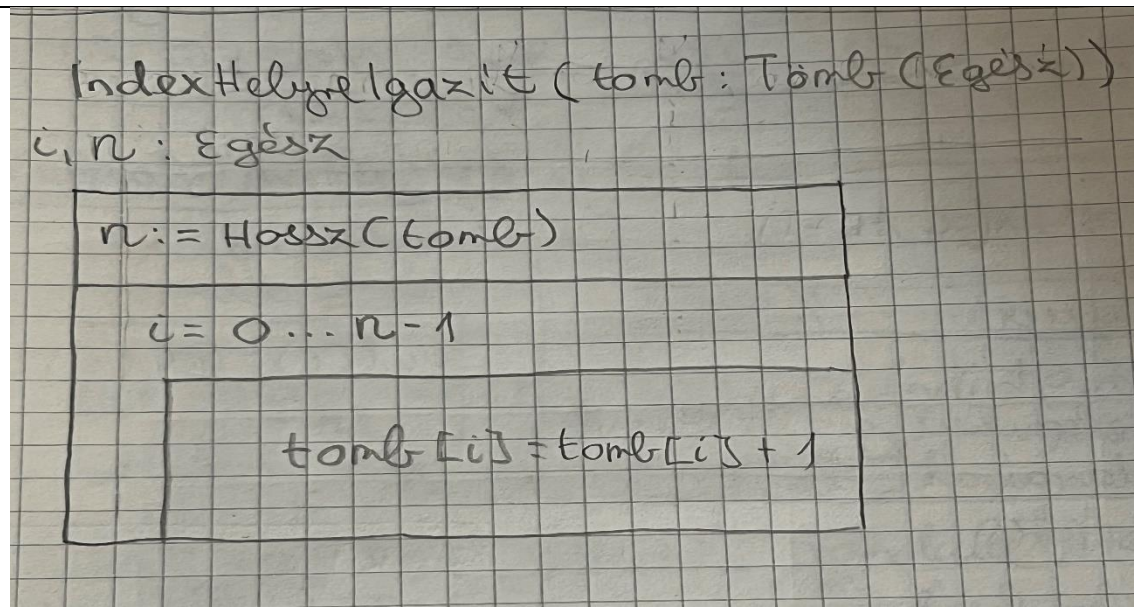 IndexHelyreIgazít (tomb: Tömb (Egész))
i, n: Egész
n:= Hossz(tomb)
i= 0...n-1
tomb[i]=tomb[i]+1